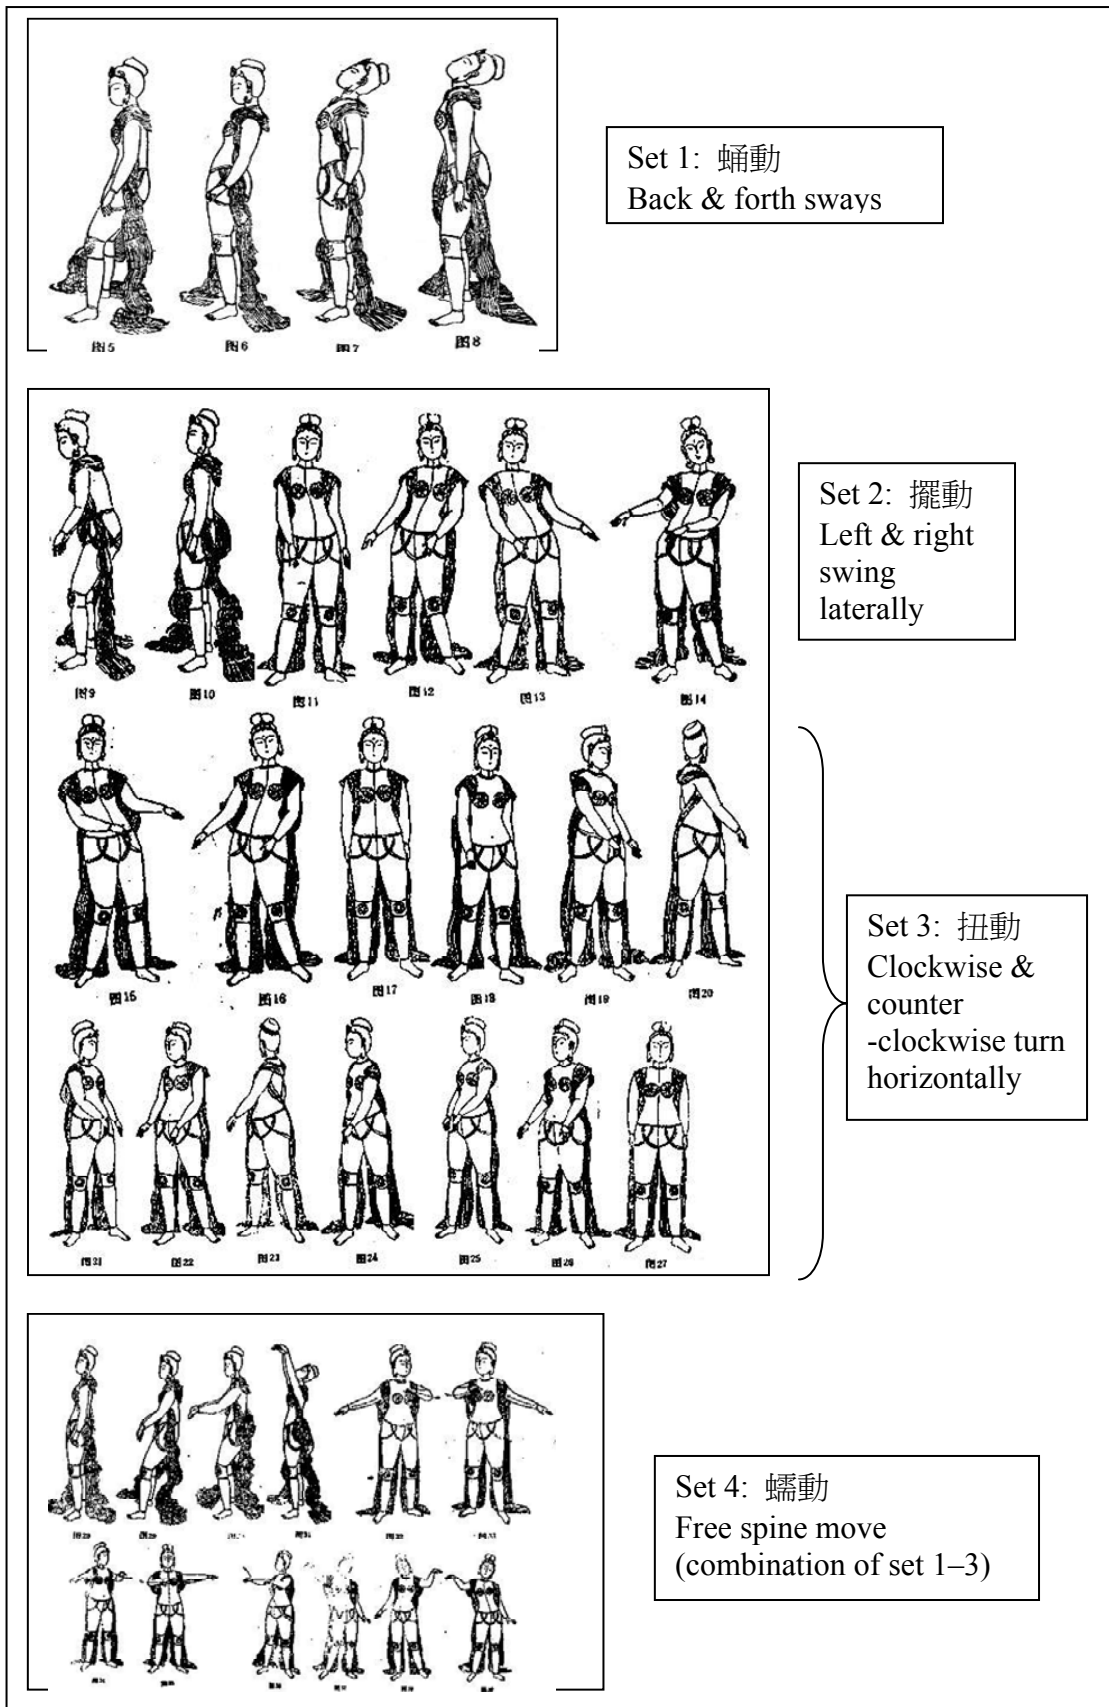 图5 图6 图7 图8
Set 1: 蛹動
Back & forth sways
图9 图10 图11 图12 图13 图14
Set 2: 擺動
Left & right
swing
laterally
图15 图16 图17 图18 图19 图20
Set 3: 扭動
Clockwise &
counter
-clockwise turn
horizontally
图21 图22 图23 图24 图25 图26 图27
图29
Set 4: 蠕動
Free spine move
(combination of set 1–3)